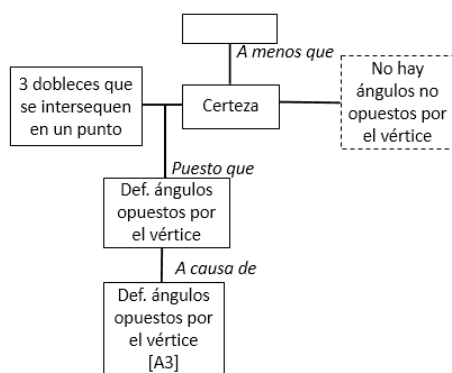 A menos que
3 dobleces que
se intersequen
en un punto
Certeza
No hay
ángulos no
opuestos por
el vértice
Puesto que
Def. ángulos
opuestos por
el vértice
A causa de
Def. ángulos
opuestos por
el vértice
[A3]